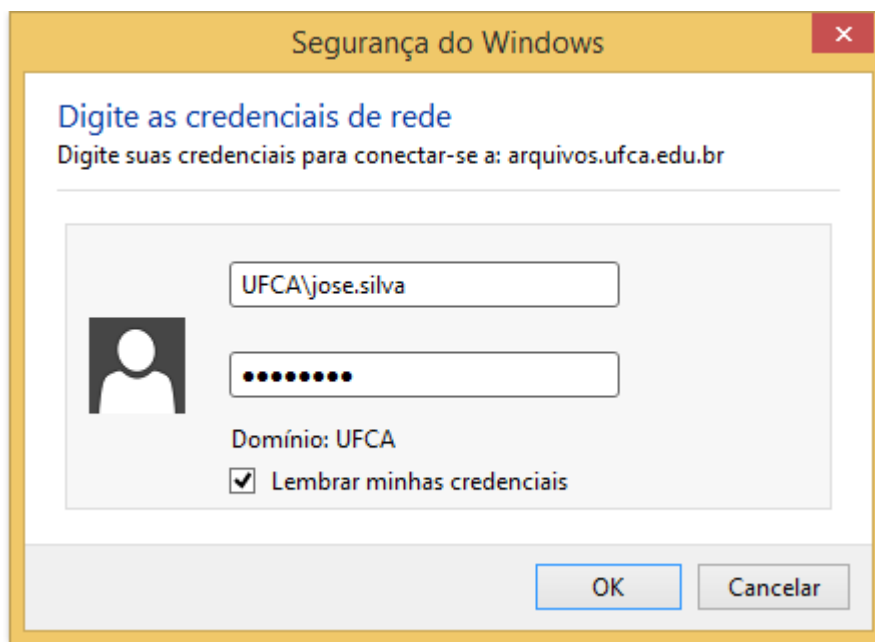 Segurança do Windows
Digite as credenciais de rede
Digite suas credenciais para conectar-se a: arquivos.ufca.edu.br
UFCA\jose.silva
●●●●●●●●
Domínio: UFCA
Lembrar minhas credenciais
OK
Cancelar